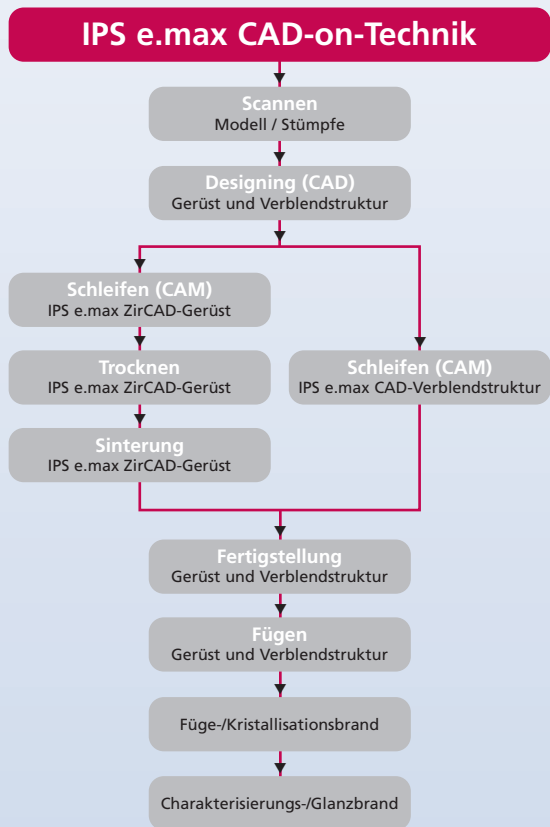 IPS e.max CAD-on-Technik
Scannen
Modell / Stümpfe
Designing (CAD)
Gerüst und Verblendstruktur
Schleifen (CAM)
IPS e.max ZirCAD-Gerüst
Trocknen
IPS e.max ZirCAD-Gerüst
Sinterung
IPS e.max ZirCAD-Gerüst
Schleifen (CAM)
IPS e.max CAD-Verblendstruktur
Fertigstellung
Gerüst und Verblendstruktur
Fügen
Gerüst und Verblendstruktur
Füge-/Kristallisationsbrand
Charakterisierungs-/Glanzbrand